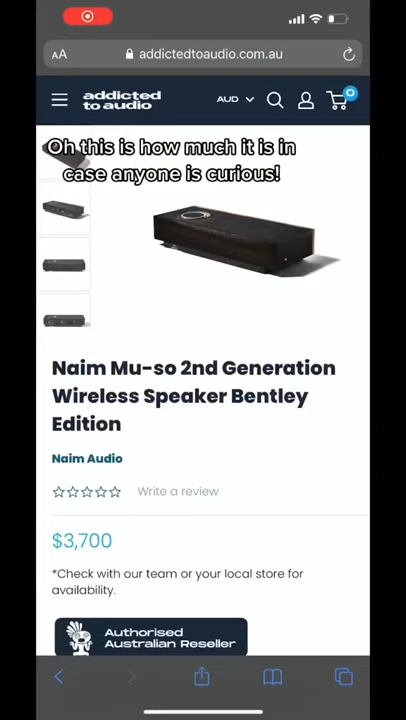 AA addictedtoaudio.com.au
addicted
to audio
AUD
0
Oh this is how much it is in
case anyone is curious!
Naim Mu-so 2nd Generation
Wireless Speaker Bentley
Edition
Naim Audio
Write a review
$3,700
*Check with our team or your local store for
availability.
Authorised
Australian Reseller